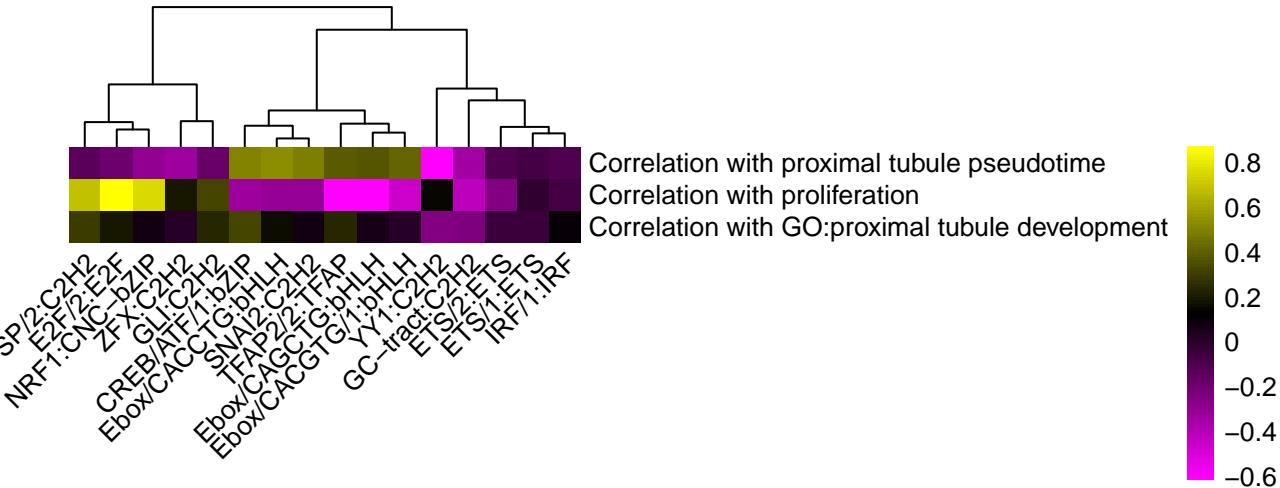 Correlation with proximal tubule pseudotime
Correlation with proliferation
Correlation with GO:proximal tubule development
SP/2:C2H2
E2F/2:E2F
NRF1:CNC−bZIP
ZFX:C2H2
GLI:C2H2
CREB/ATF/1:bZIP
Ebox/CACCTG:bHLH
SNAI2:C2H2
TFAP2/2:TFAP
Ebox/CAGCTG:bHLH
Ebox/CACGTG/1:bHLH
YY1:C2H2
GC−tract:C2H2
ETS/2:ETS
ETS/1:ETS
IRF/1:IRF
0.8
0.6
0.4
0.2
0
−0.2
−0.4
−0.6